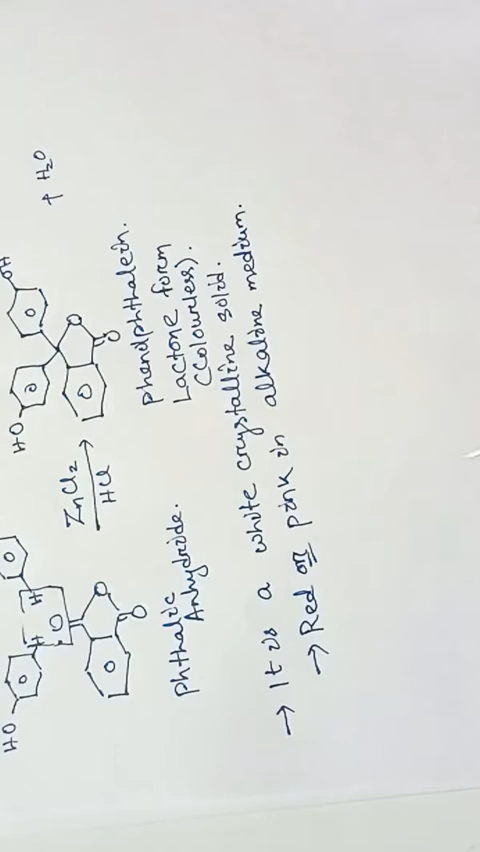 HO
H H
O
O
O
phthalic
Anhydride.
ZnCl₂
HCl
HO
OH
O
O
phenolphthalein.
Lactone form
(Colourless).
↑ H₂O
→ It is a white crystalline solid.
→ Red or pink in alkaline medium.